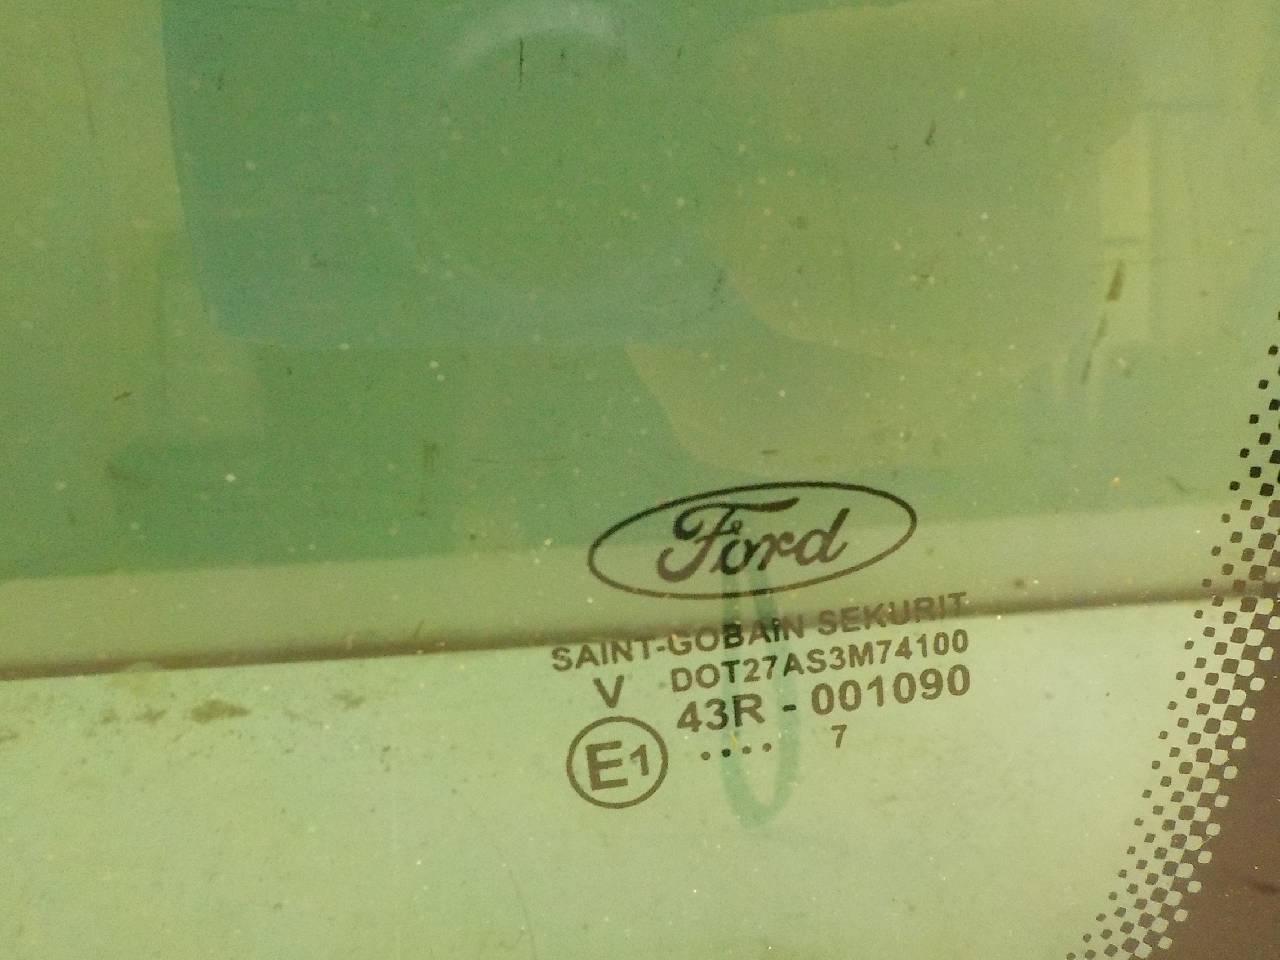 Ford
SAINT-GOBAIN SEKURIT
DOT27AS3M74100
V 43R - 001090
E1 .... 7